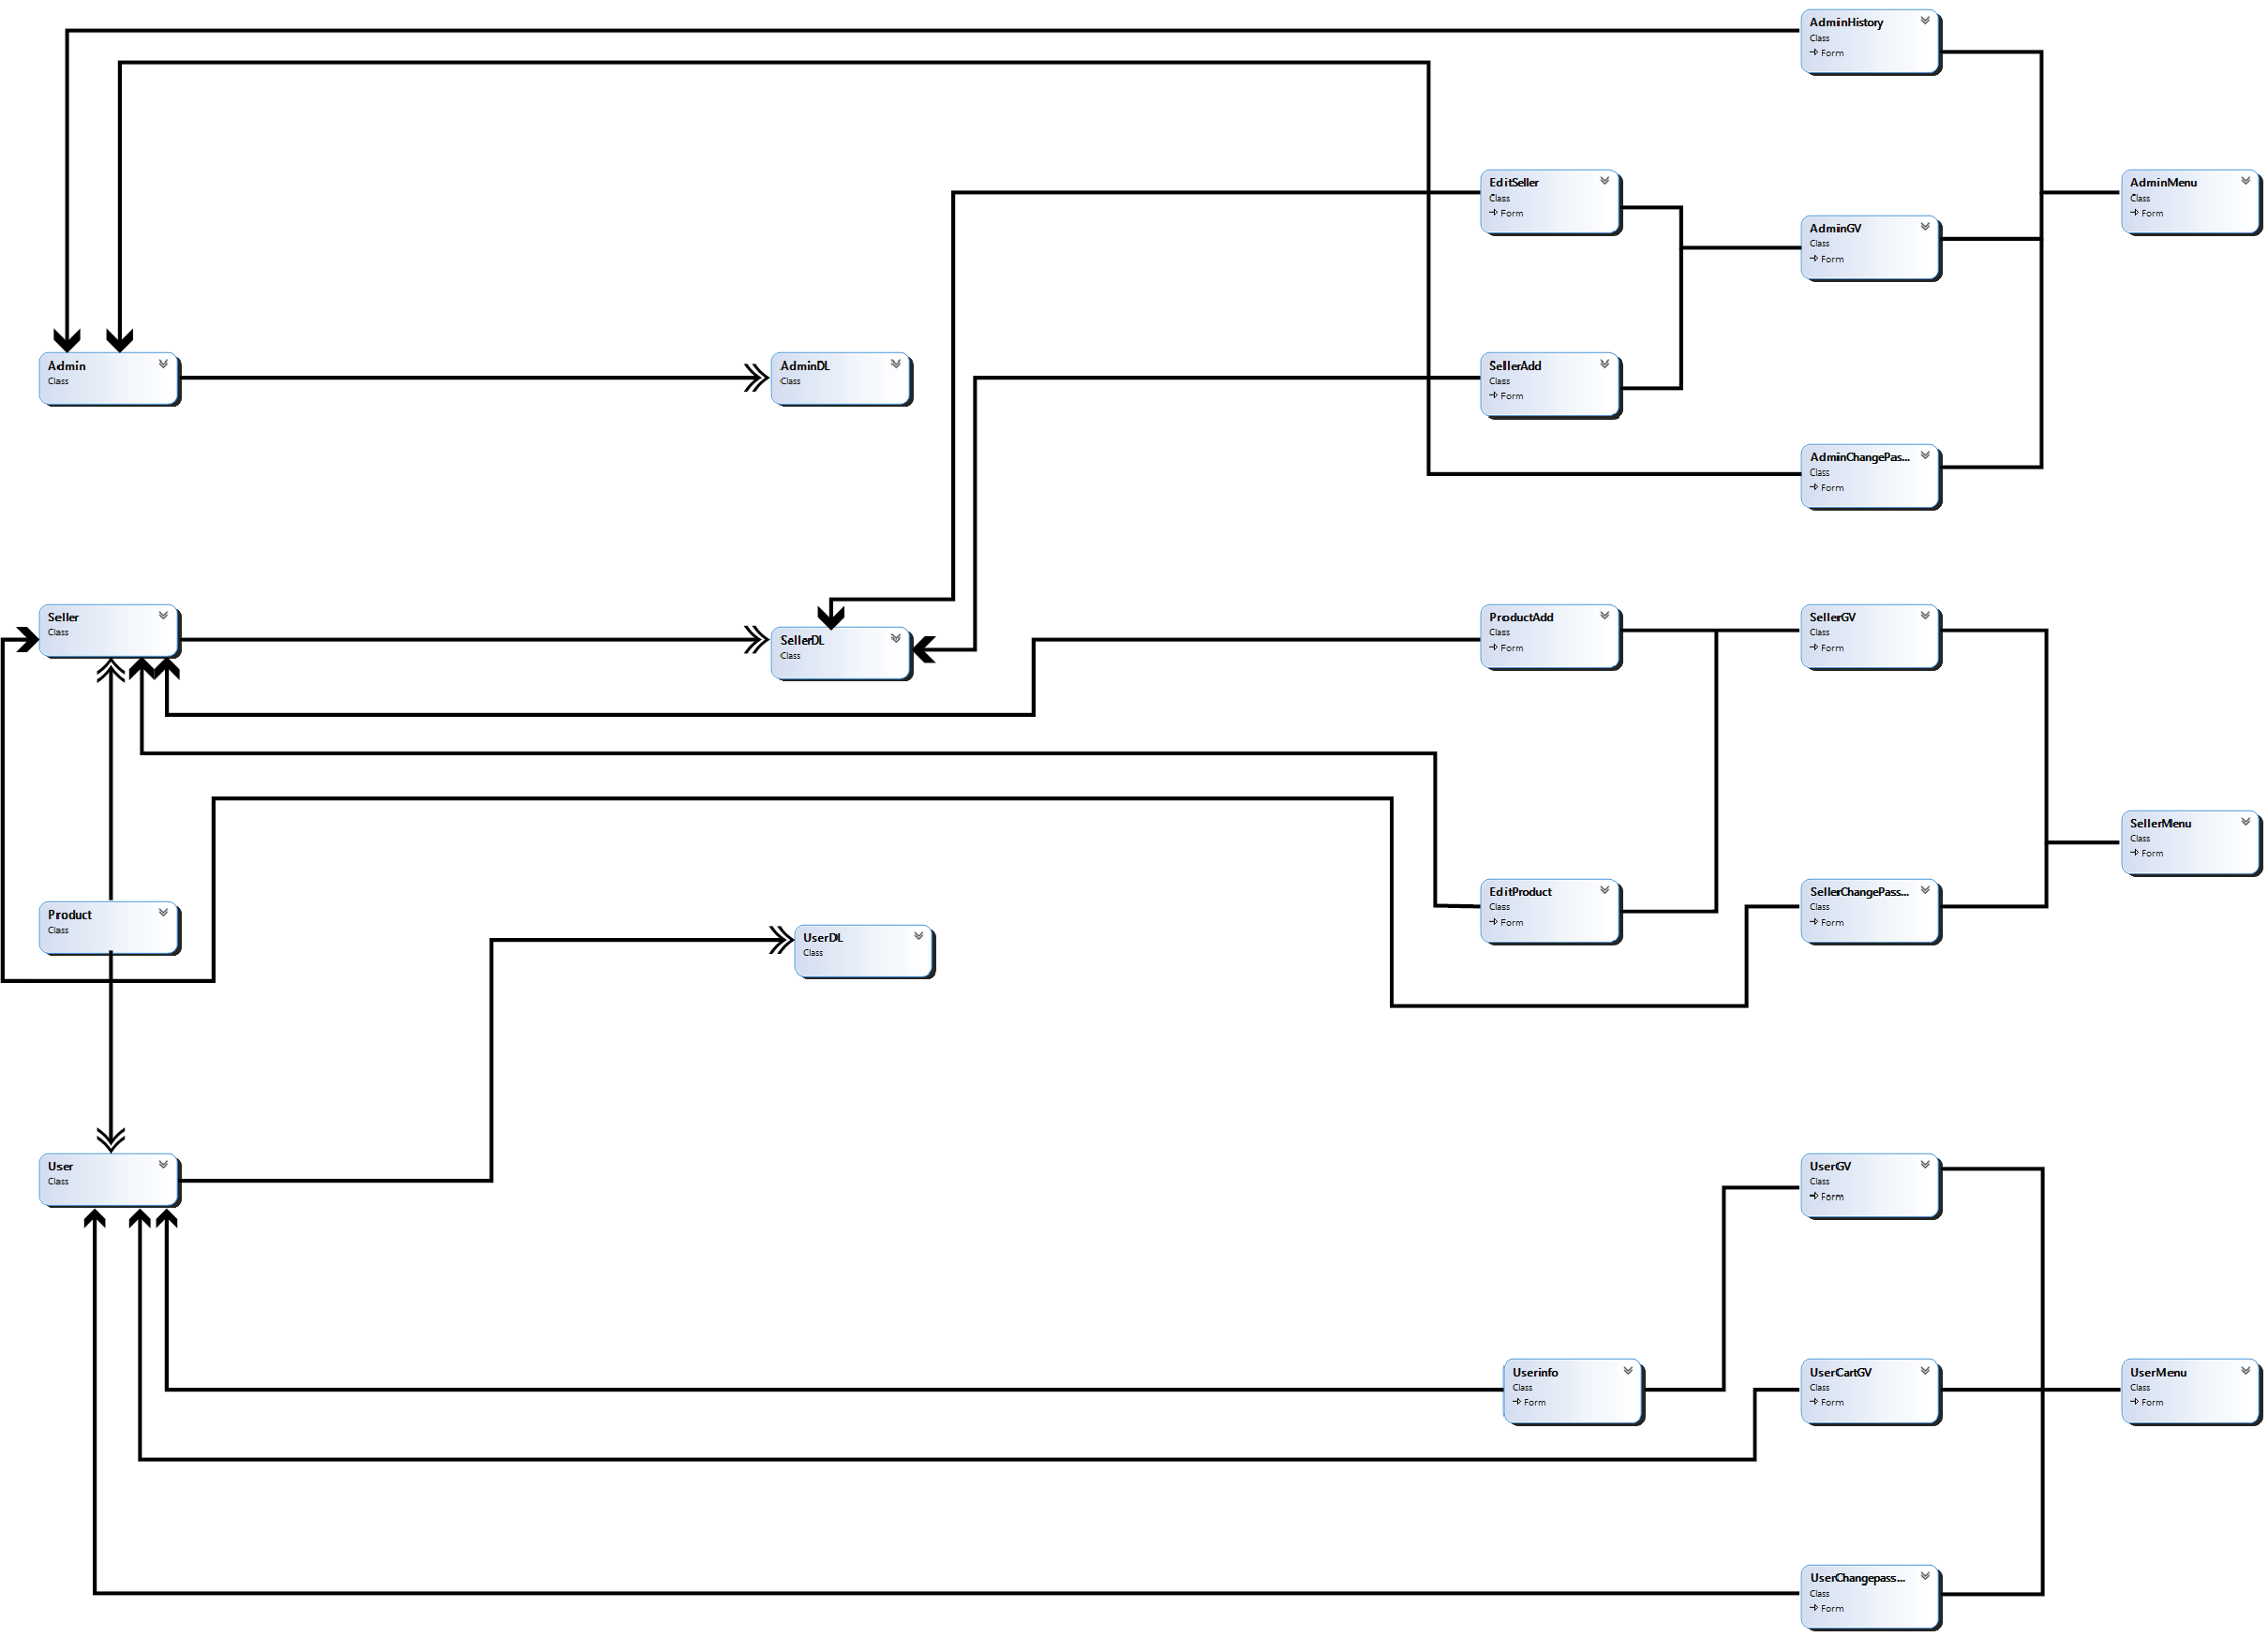 AdminHistory
Class
Form
EditSeller
Class
Form
AdminMenu
Class
Form
AdminGV
Class
Form
Admin
Class
AdminDL
Class
SellerAdd
Class
Form
AdminChangePas...
Class
Form
Seller
Class
SellerDL
Class
ProductAdd
Class
Form
SellerGV
Class
Form
SellerMenu
Class
Form
Product
Class
UserDL
Class
EditProduct
Class
Form
SellerChangePass...
Class
Form
User
Class
UserGV
Class
Form
Userinfo
Class
Form
UserCartGV
Class
Form
UserMenu
Class
Form
UserChangepass...
Class
Form